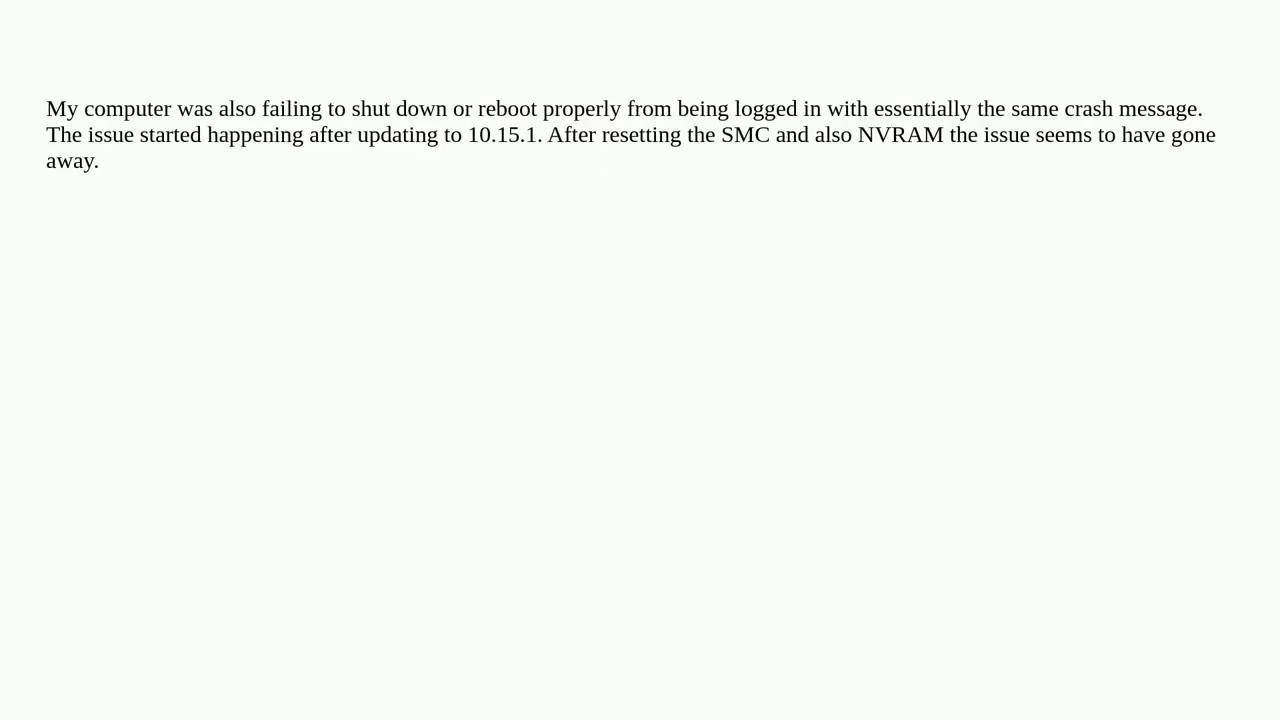 My computer was also failing to shut down or reboot properly from being logged in with essentially the same crash message.
The issue started happening after updating to 10.15.1. After resetting the SMC and also NVRAM the issue seems to have gone
away.